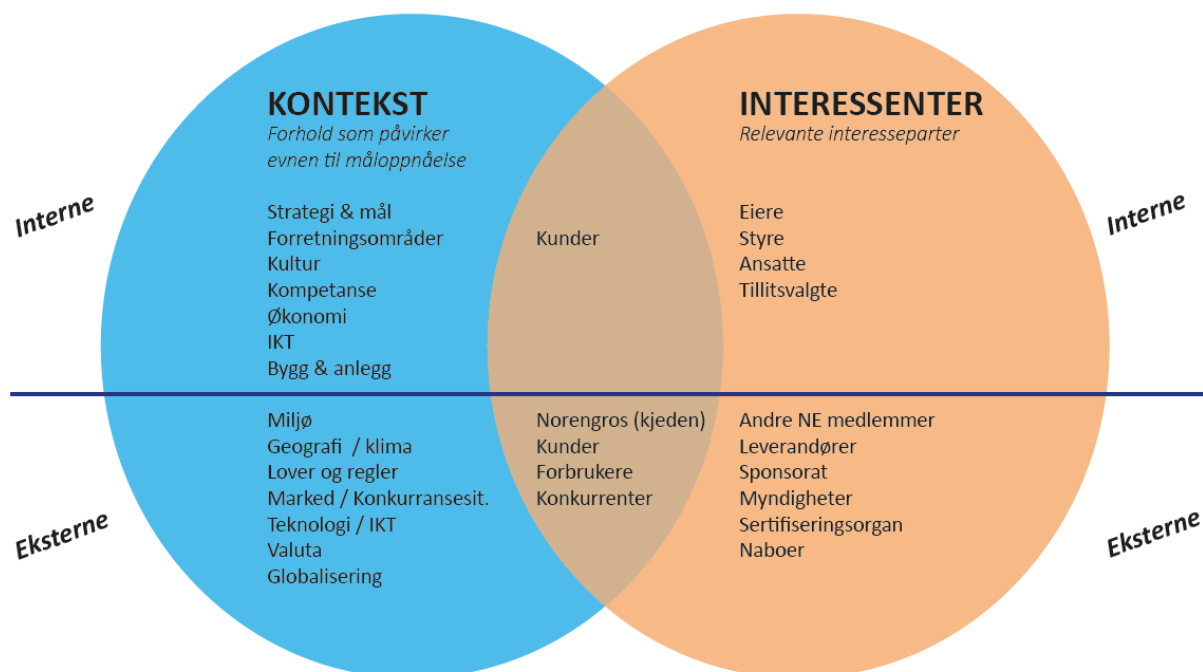 KONTEKST
Forhold som påvirker
evnen til måloppnåelse
INTERESSENTER
Relevante interesseparter
Interne
Strategi & mål
Forretningsområder
Kultur
Kompetanse
Økonomi
IKT
Bygg & anlegg
Kunder
Eiere
Styre
Ansatte
Tillitsvalgte
Interne
Eksterne
Miljø
Geografi / klima
Lover og regler
Marked / Konkurransesit.
Teknologi / IKT
Valuta
Globalisering
Norengros (kjeden)
Kunder
Forbrukere
Konkurrenter
Andre NE medlemmer
Leverandører
Sponsorat
Myndigheter
Sertifiseringsorgan
Naboer
Eksterne